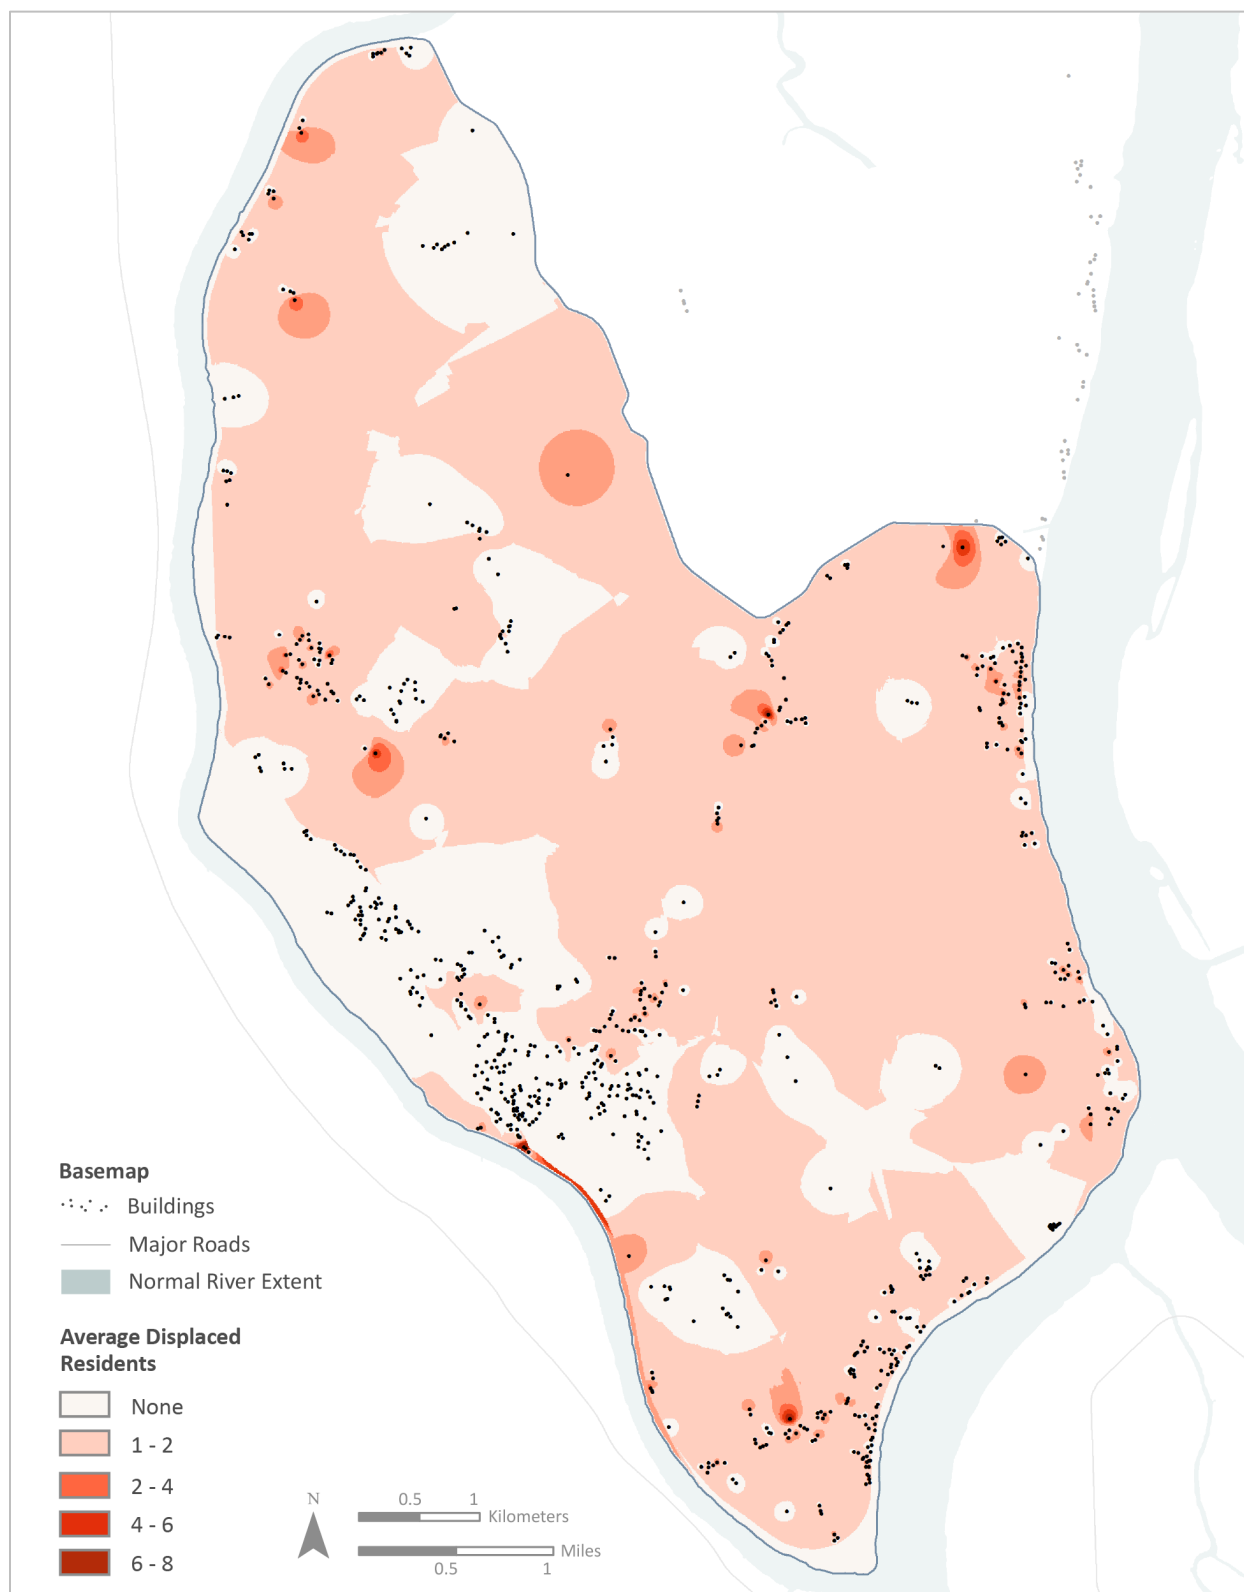 Basemap
Buildings
Major Roads
Normal River Extent
Average Displaced
Residents
None
1 - 2
2 - 4
4 - 6
6 - 8
N
0.5 1
Kilometers
Miles
0.5 1